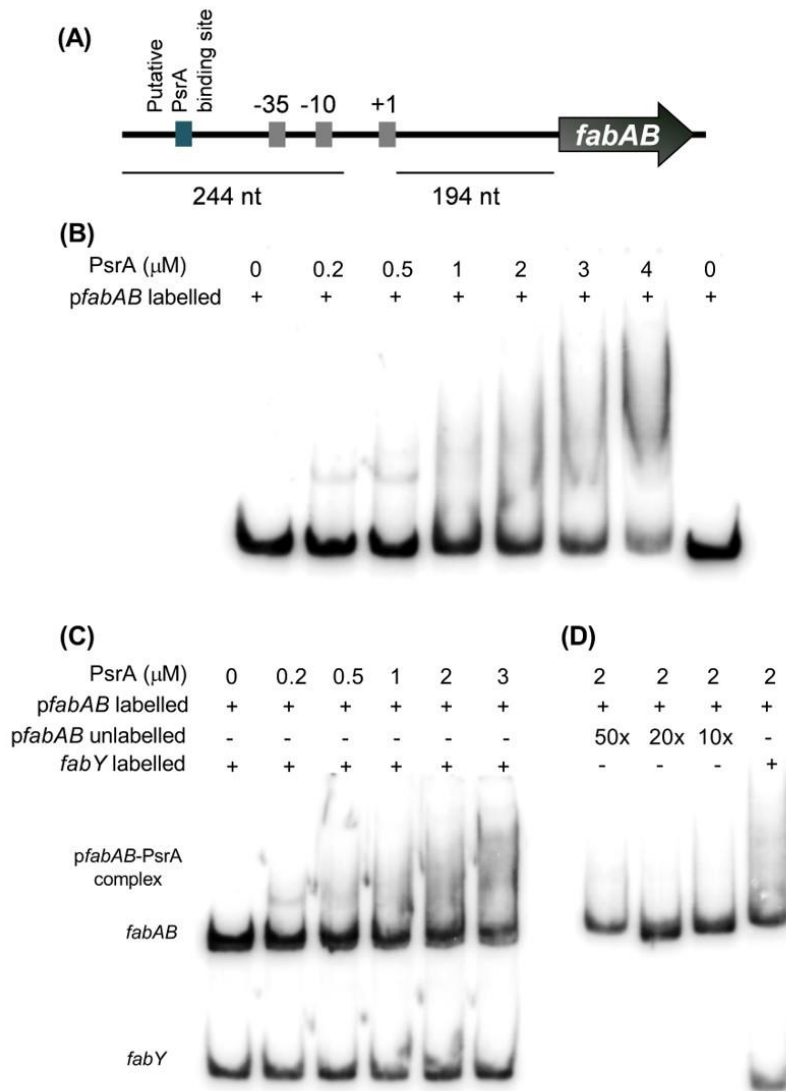 (A)
Putative
PsrA
binding site
-35 -10 +1
fabAB
244 nt 194 nt
(B)
PsrA (μM) 0 0.2 0.5 1 2 3 4 0
pfabAB labelled + + + + + + + +
(C) (D)
PsrA (μM) 0 0.2 0.5 1 2 3 2 2 2 2
pfabAB labelled + + + + + + + + + +
pfabAB unlabelled - - - - - - 50x 20x 10x -
fabY labelled + + + + + + - - - +
pfabAB-PsrA
complex
fabAB
fabY